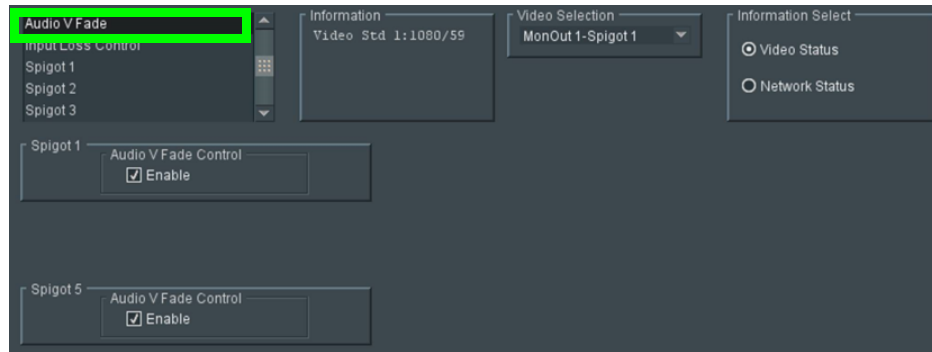 Audio V Fade
Input Loss Control
Spigot 1
Spigot 2
Spigot 3
Information
Video Std 1:1080/59
Video Selection
MonOut 1-Spigot 1
Information Select
Video Status
Network Status
Spigot 1
Audio V Fade Control
Enable
Spigot 5
Audio V Fade Control
Enable